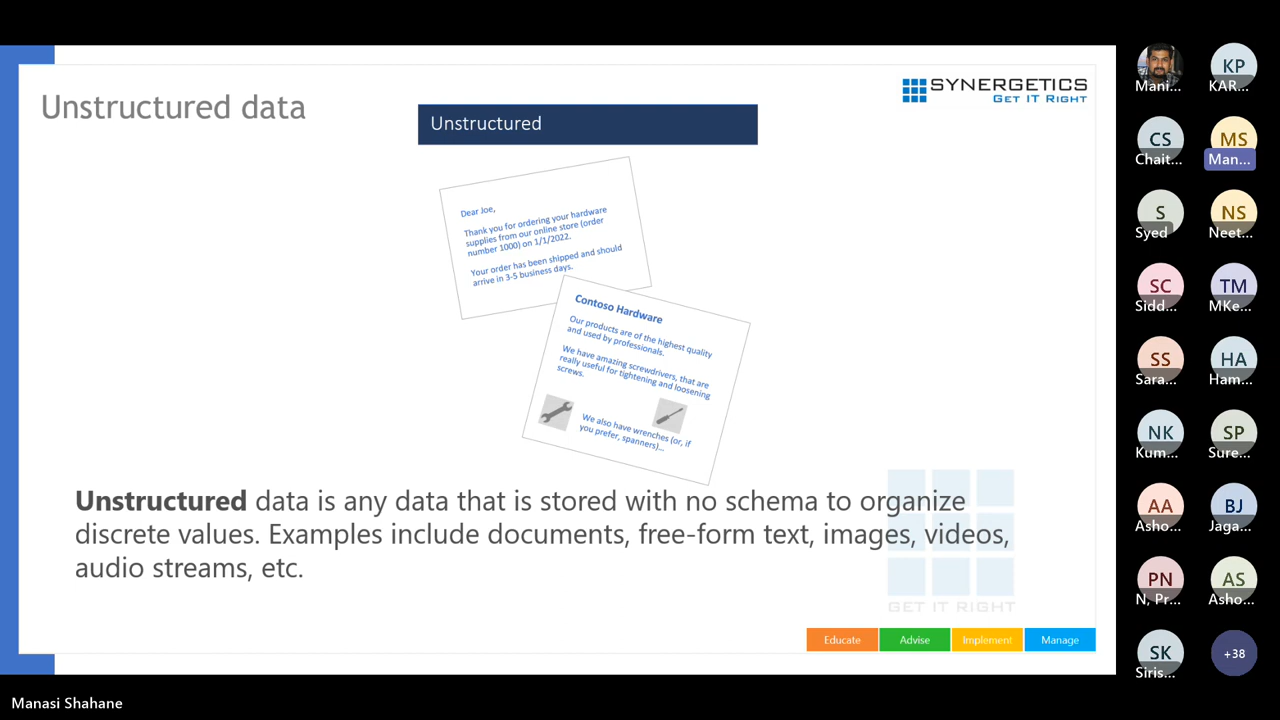 Unstructured data
SYNERGETICS
GET IT RIGHT
Unstructured
Dear Joe,
Thank you for ordering your hardware
supplies from our online store (order
number 1000) on 1/1/2022.
Your order has been shipped and should
arrive in 3-5 business days.
Contoso Hardware
Our products are of the highest quality
and used by professionals.
We have amazing screwdrivers, that are
really useful for tightening and loosening
screws.
We also have wrenches (or, if
you prefer, spanners)...
Unstructured data is any data that is stored with no schema to organize
discrete values. Examples include documents, free-form text, images, videos,
audio streams, etc.
GET IT RIGHT
Educate
Advise
Implement
Manage
Manasi Shahane
Mani...
KP
KAR...
CS
Chait...
MS
Man...
S
Syed
NS
Neet...
SC
Sidd...
TM
MKe...
SS
Sara...
HA
Ham...
NK
Kum...
SP
Sure...
AA
Asho...
BJ
Jaga...
PN
N, Pr...
AS
Asho...
SK
Siris...
+38